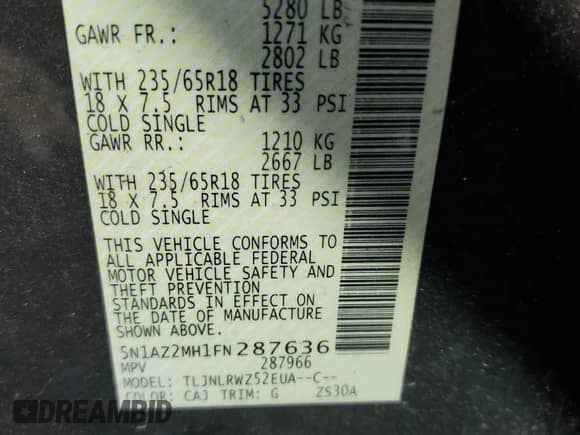 5280 LB
GAWR FR.: 1271 KG
2802 LB
WITH 235/65R18 TIRES
18 X 7.5 RIMS AT 33 PSI
COLD SINGLE
GAWR RR.: 1210 KG
2667 LB
WITH 235/65R18 TIRES
18 X 7.5 RIMS AT 33 PSI
COLD SINGLE
THIS VEHICLE CONFORMS TO
ALL APPLICABLE FEDERAL
MOTOR VEHICLE SAFETY AND
THEFT PREVENTION
STANDARDS IN EFFECT ON
THE DATE OF MANUFACTURE
SHOWN ABOVE.
5N1AZ2MH1FN287636
MPV 287966
MODEL: TLJNLRWZ52EUA--C--
COLOR: CAJ TRIM: G ZS30A
DREAMBID